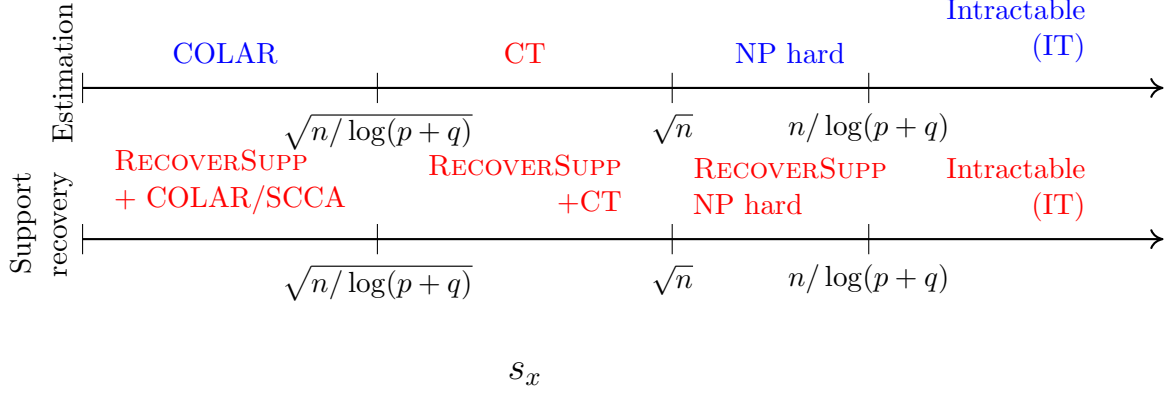 Estimation
COLAR
CT
NP hard
Intractable
(IT)
√n/ log(p + q)
√n
n/ log(p + q)
Support
recovery
RECOVERSUPP
+ COLAR/SCCA
RECOVERSUPP
+CT
RECOVERSUPP
NP hard
Intractable
(IT)
√n/ log(p + q)
√n
n/ log(p + q)
sₓ